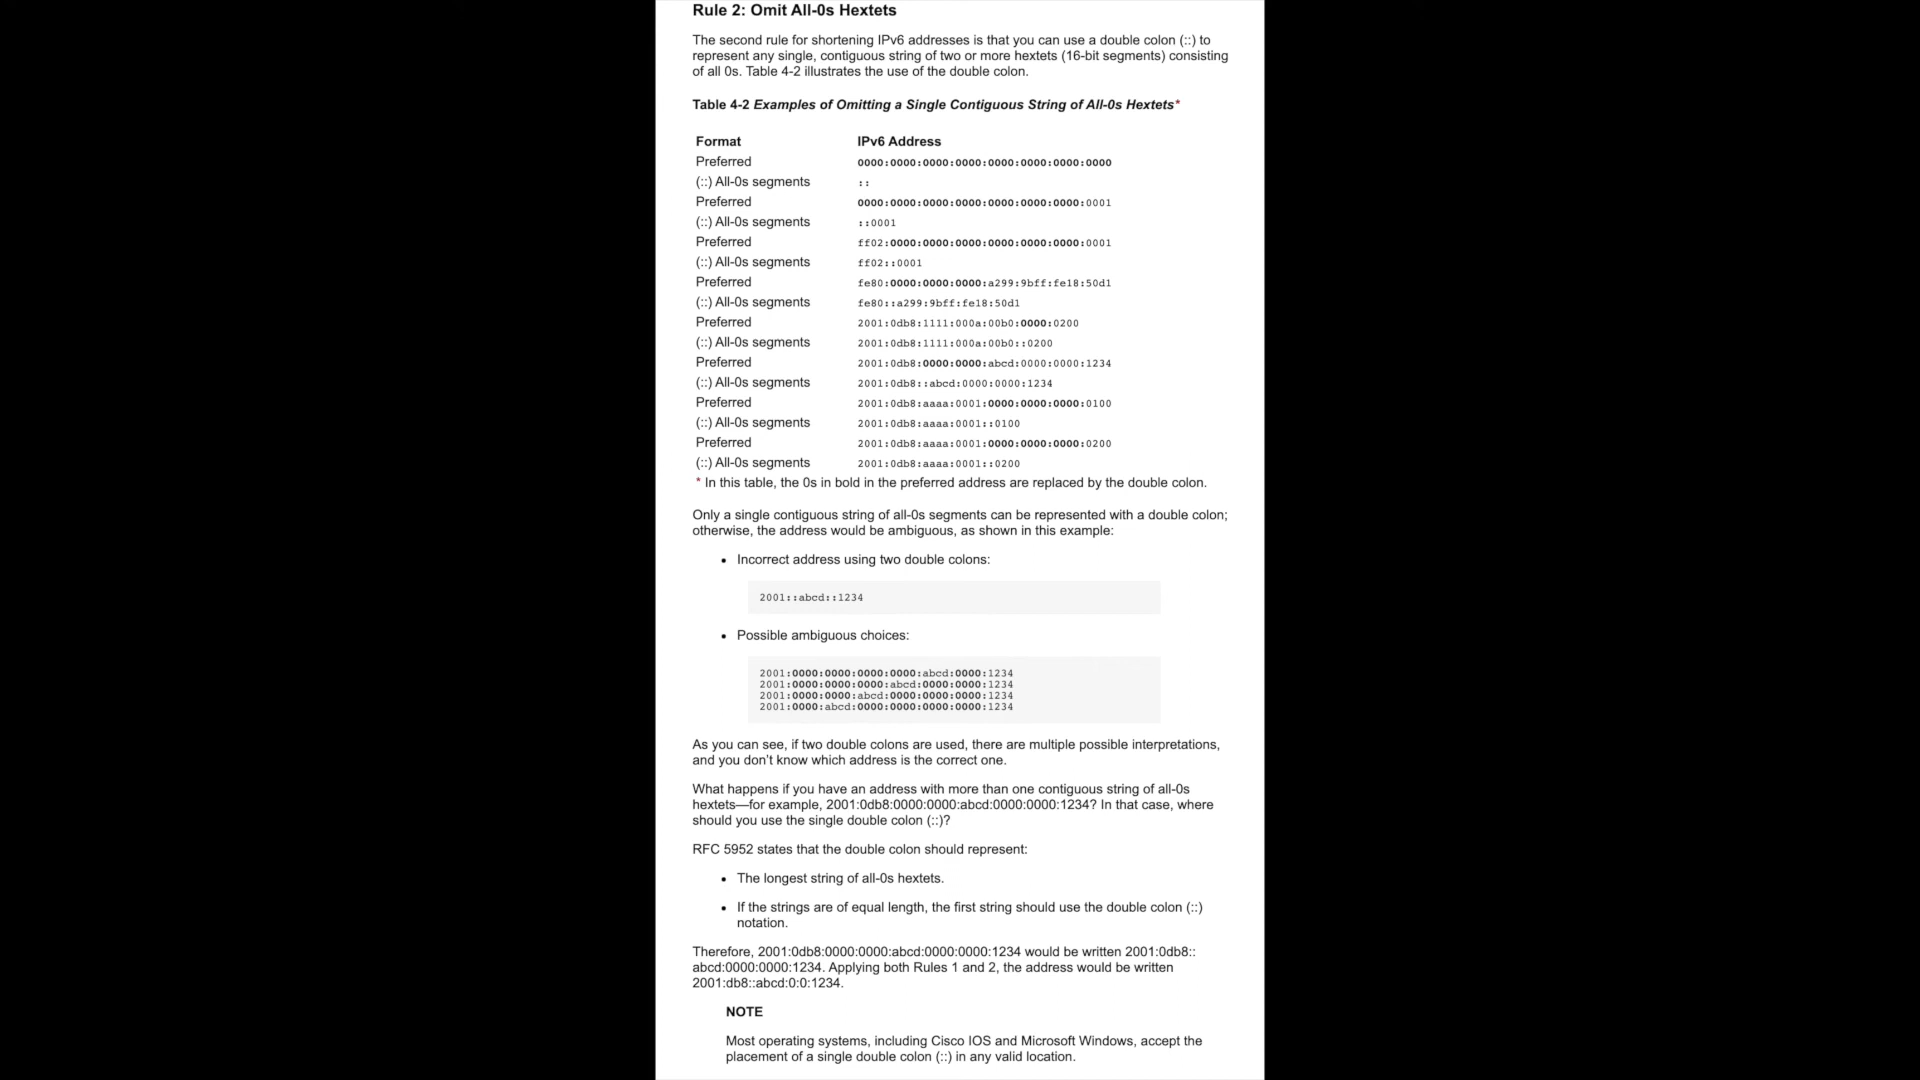 Rule 2: Omit All-0s Hextets
The second rule for shortening IPv6 addresses is that you can use a double colon (::) to
represent any single, contiguous string of two or more hextets (16-bit segments) consisting
of all 0s. Table 4-2 illustrates the use of the double colon.
Table 4-2 Examples of Omitting a Single Contiguous String of All-0s Hextets*
Format IPv6 Address
Preferred 0000:0000:0000:0000:0000:0000:0000:0000
(::) All-0s segments ::
Preferred 0000:0000:0000:0000:0000:0000:0000:0001
(::) All-0s segments ::0001
Preferred ff02:0000:0000:0000:0000:0000:0000:0001
(::) All-0s segments ff02::0001
Preferred fe80:0000:0000:0000:a299:9bff:fe18:50d1
(::) All-0s segments fe80::a299:9bff:fe18:50d1
Preferred 2001:0db8:1111:000a:00b0:0000:0200
(::) All-0s segments 2001:0db8:1111:000a:00b0::0200
Preferred 2001:0db8:0000:0000:abcd:0000:0000:1234
(::) All-0s segments 2001:0db8::abcd:0000:0000:1234
Preferred 2001:0db8:aaaa:0001:0000:0000:0000:0100
(::) All-0s segments 2001:0db8:aaaa:0001::0100
Preferred 2001:0db8:aaaa:0001:0000:0000:0000:0200
(::) All-0s segments 2001:0db8:aaaa:0001::0200
* In this table, the 0s in bold in the preferred address are replaced by the double colon.
Only a single contiguous string of all-0s segments can be represented with a double colon;
otherwise, the address would be ambiguous, as shown in this example:
• Incorrect address using two double colons:
2001::abcd::1234
• Possible ambiguous choices:
2001:0000:0000:0000:0000:abcd:0000:1234
2001:0000:0000:0000:abcd:0000:0000:1234
2001:0000:0000:abcd:0000:0000:0000:1234
2001:0000:abcd:0000:0000:0000:0000:1234
As you can see, if two double colons are used, there are multiple possible interpretations,
and you don’t know which address is the correct one.
What happens if you have an address with more than one contiguous string of all-0s
hextets—for example, 2001:0db8:0000:0000:abcd:0000:0000:1234? In that case, where
should you use the single double colon (::)?
RFC 5952 states that the double colon should represent:
• The longest string of all-0s hextets.
• If the strings are of equal length, the first string should use the double colon (::)
notation.
Therefore, 2001:0db8:0000:0000:abcd:0000:0000:1234 would be written 2001:0db8::
abcd:0000:0000:1234. Applying both Rules 1 and 2, the address would be written
2001:db8::abcd:0:0:1234.
NOTE
Most operating systems, including Cisco IOS and Microsoft Windows, accept the
placement of a single double colon (::) in any valid location.